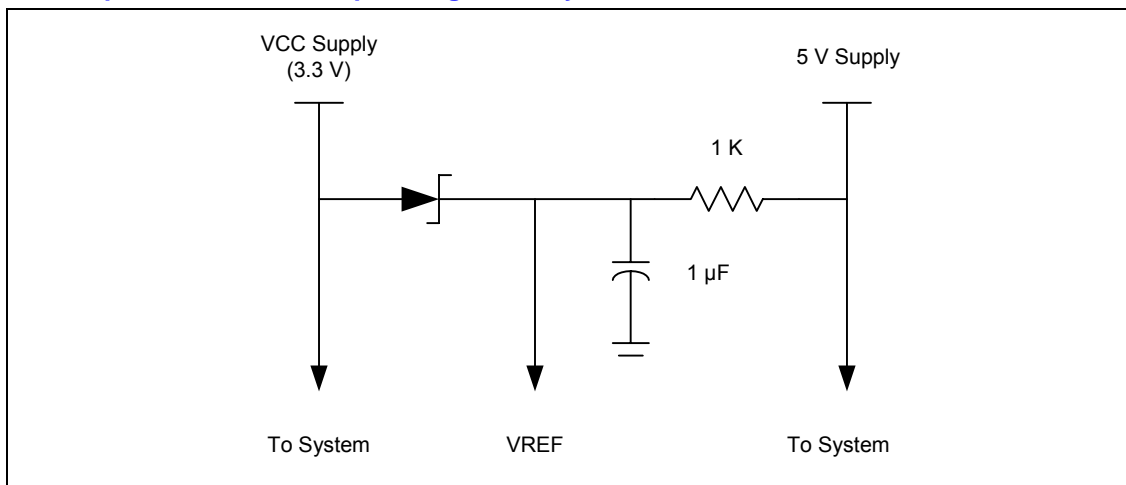 VCC Supply
(3.3 V)
5 V Supply
1 K
1 µF
To System
VREF
To System